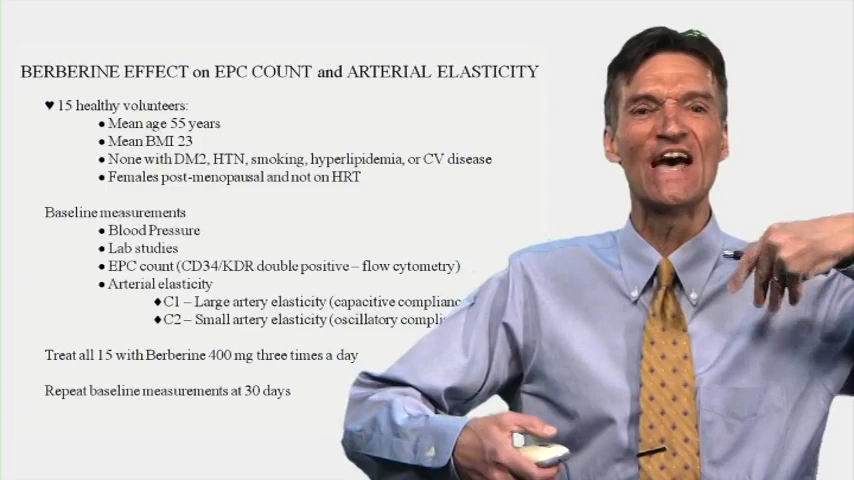 BERBERINE EFFECT on EPC COUNT and ARTERIAL ELASTICITY
♥ 15 healthy volunteers:
● Mean age 55 years
● Mean BMI 23
● None with DM2, HTN, smoking, hyperlipidemia, or CV disease
● Females post-menopausal and not on HRT
Baseline measurements
● Blood Pressure
● Lab studies
● EPC count (CD34/KDR double positive – flow cytometry)
● Arterial elasticity
♦ C1 – Large artery elasticity (capacitive complianc
♦ C2 – Small artery elasticity (oscillatory compli
Treat all 15 with Berberine 400 mg three times a day
Repeat baseline measurements at 30 days